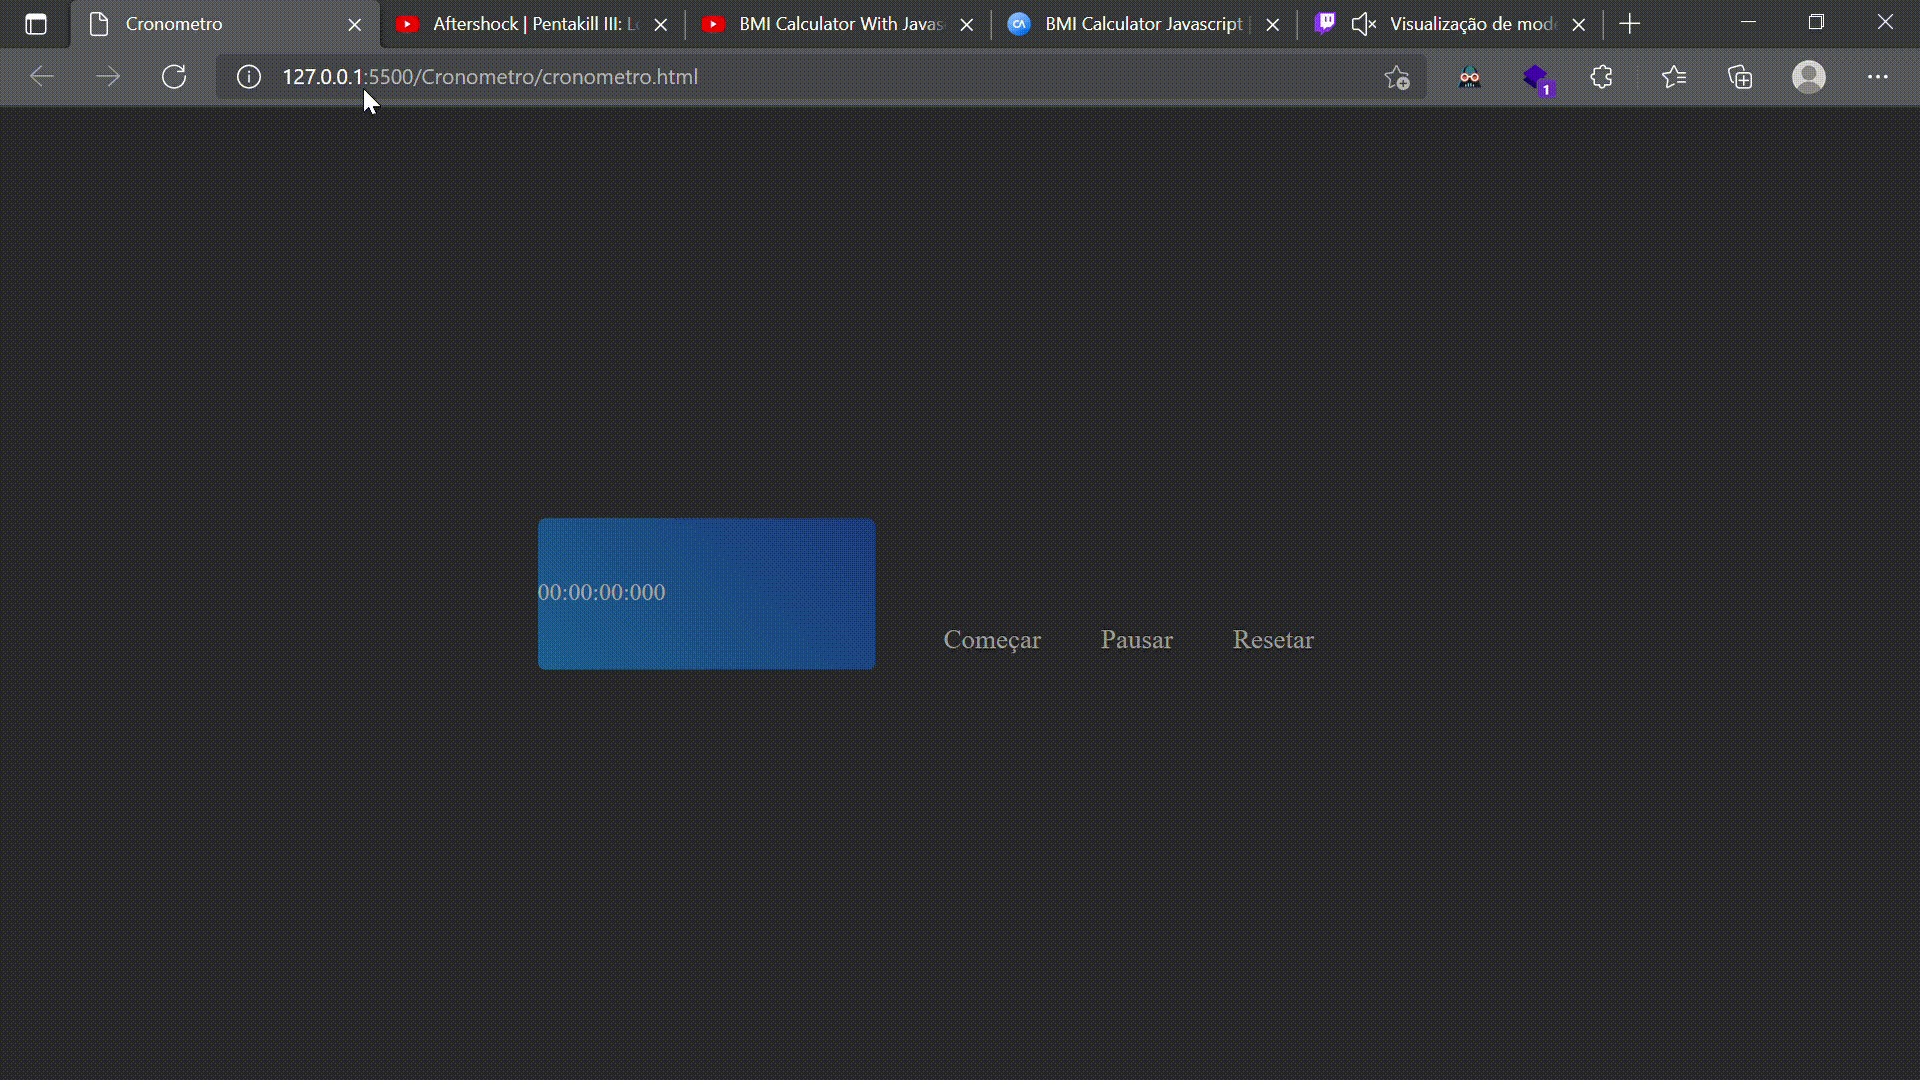 Cronometro
Aftershock | Pentakill III: L
BMI Calculator With Javas
BMI Calculator Javascript |
Visualização de mod
127.0.0.1:5500/Cronometro/cronometro.html
1
00:00:00:000
Começar
Pausar
Resetar